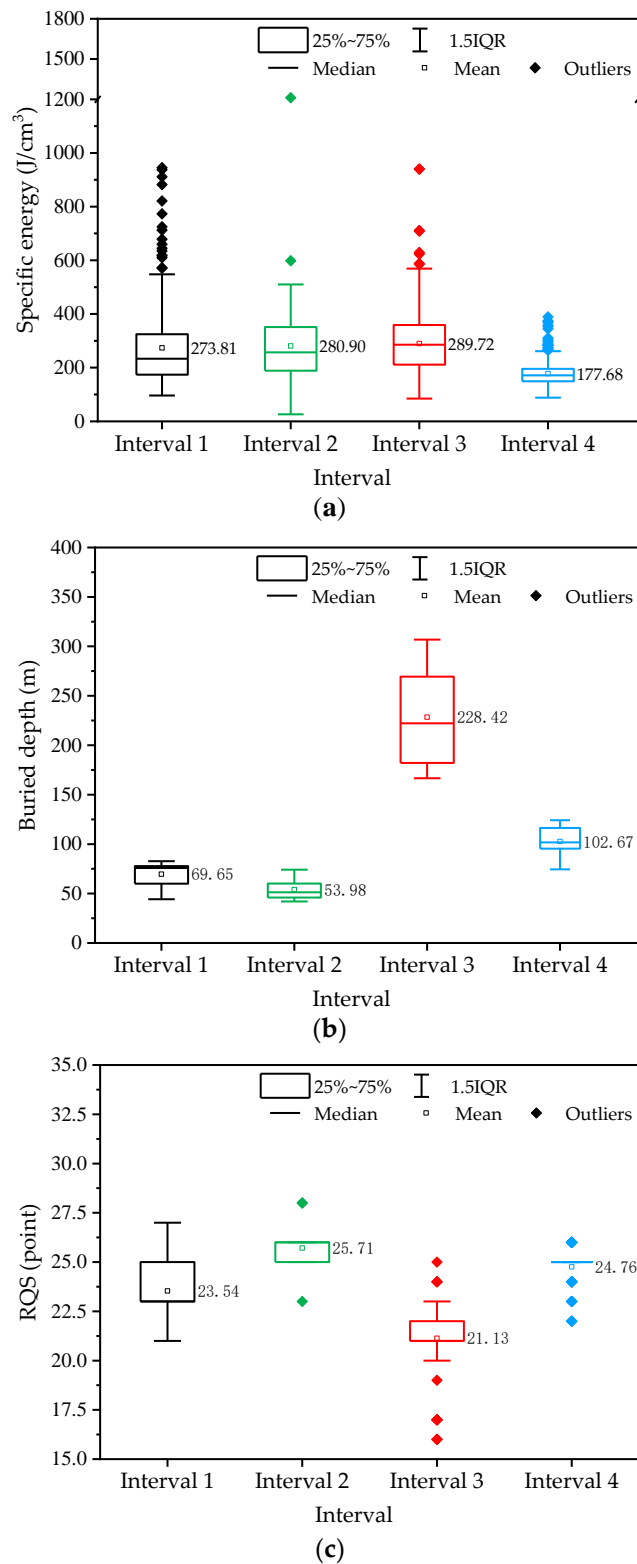 1800
1500
1200
1000
800
600
400
200
0
Specific energy (J/cm³)
25%~75% 1.5IQR
Median Mean Outliers
273.81 280.90 289.72 177.68
Interval 1 Interval 2 Interval 3 Interval 4
Interval
(a)
400
350
300
250
200
150
100
50
0
Buried depth (m)
25%~75% 1.5IQR
Median Mean Outliers
228.42
102.67
69.65
53.98
Interval 1 Interval 2 Interval 3 Interval 4
Interval
(b)
35.0
32.5
30.0
27.5
25.0
22.5
20.0
17.5
15.0
RQS (point)
25%~75% 1.5IQR
Median Mean Outliers
25.71
24.76
23.54
21.13
Interval 1 Interval 2 Interval 3 Interval 4
Interval
(c)